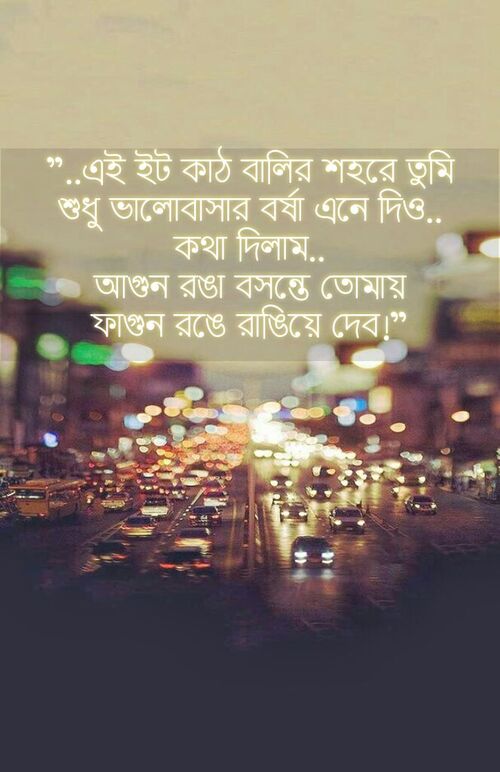 ”..এই ইট কাঠ বালির শহরে তুমি
শুধু ভালোবাসার বর্ষা এনে দিও..
কথা দিলাম..
আগুন রঙা বসন্তে তোমায়
ফাগুন রঙে রাঙিয়ে দেব!”